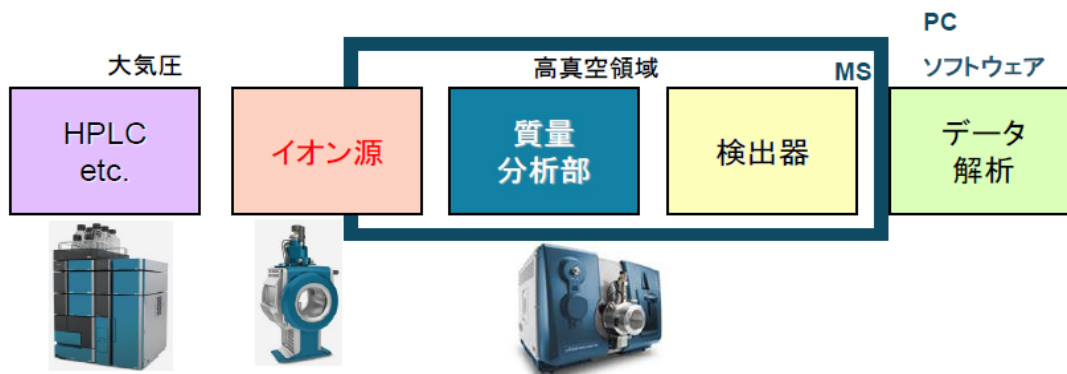 PC
大気圧
高真空領域
MS
ソフトウェア
HPLC
etc.
イオン源
質量
分析部
検出器
データ
解析